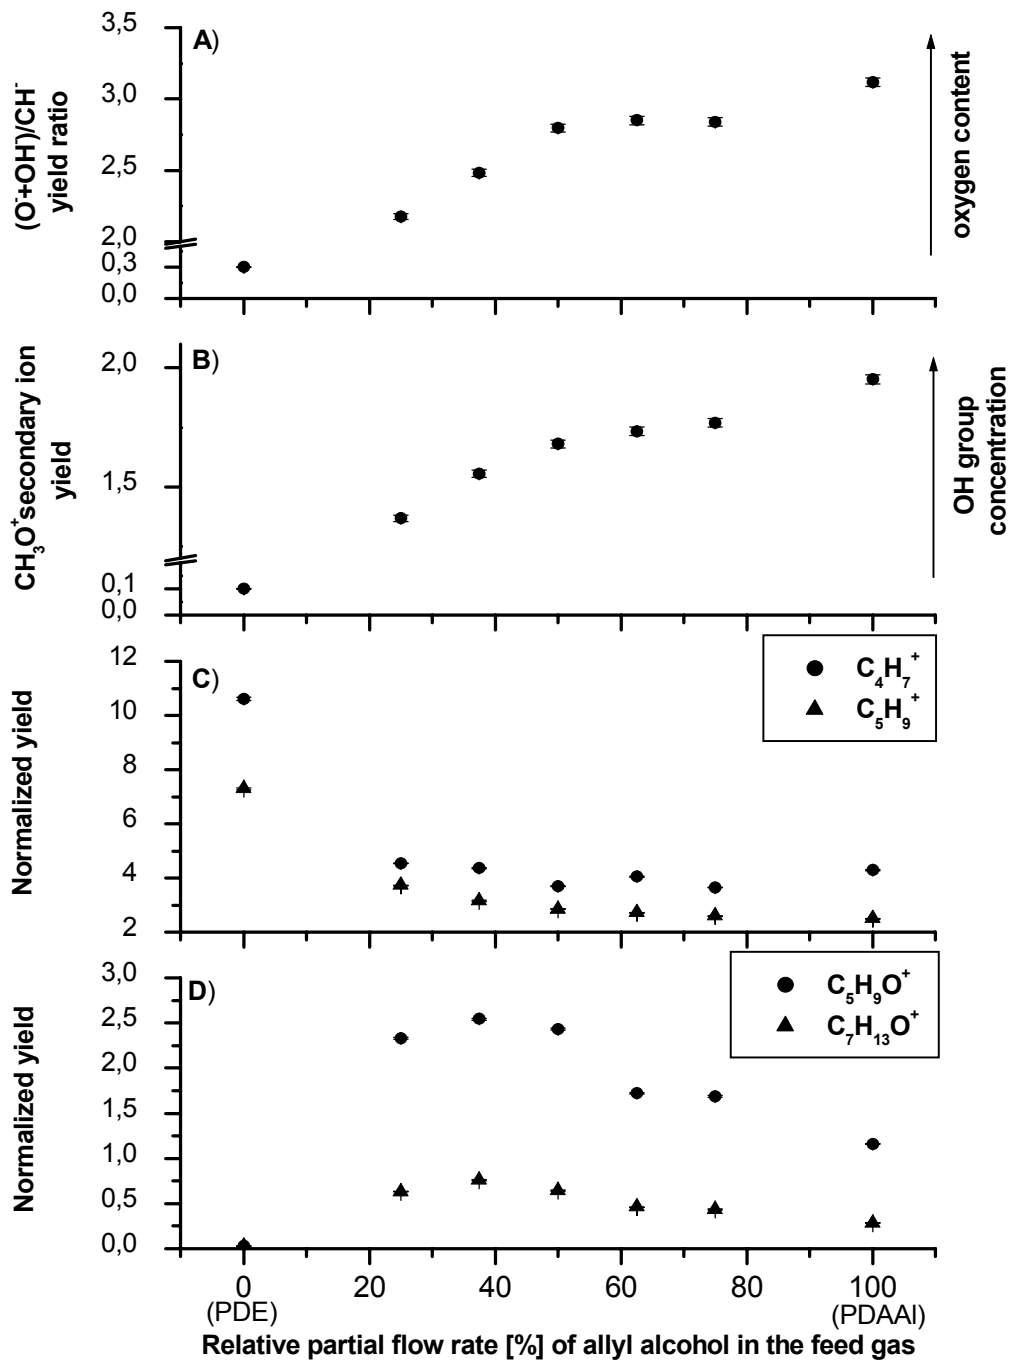 A)
3,5
3,0
2,5
2,0
0,3
0,0
(O⁻+OH⁻)/CH⁻
yield ratio
oxygen content
B)
2,0
1,5
0,1
0,0
CH₃O⁺secondary ion
yield
OH group
concentration
C)
12
10
8
6
4
2
Normalized yield
C₄H₇⁺
C₅H₉⁺
D)
3,0
2,5
2,0
1,5
1,0
0,5
0,0
Normalized yield
C₅H₉O⁺
C₇H₁₃O⁺
0 20 40 60 80 100
(PDE) (PDAAl)
Relative partial flow rate [%] of allyl alcohol in the feed gas